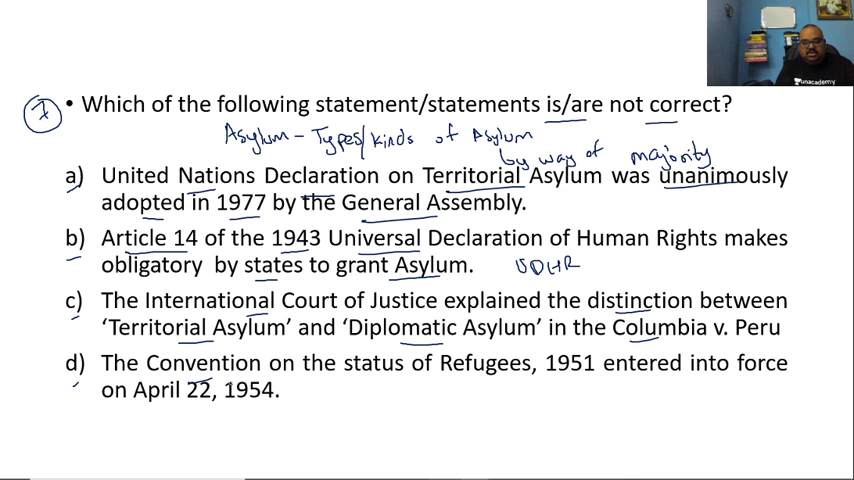 unacademy
7 • Which of the following statement/statements is/are not correct?
Asylum - Types/kinds of Asylum
by way of majority
a) United Nations Declaration on Territorial Asylum was unanimously
adopted in 1977 by the General Assembly.
b) Article 14 of the 1943 Universal Declaration of Human Rights makes
obligatory by states to grant Asylum. UDHR
c) The International Court of Justice explained the distinction between
‘Territorial Asylum’ and ‘Diplomatic Asylum’ in the Columbia v. Peru
d) The Convention on the status of Refugees, 1951 entered into force
on April 22, 1954.